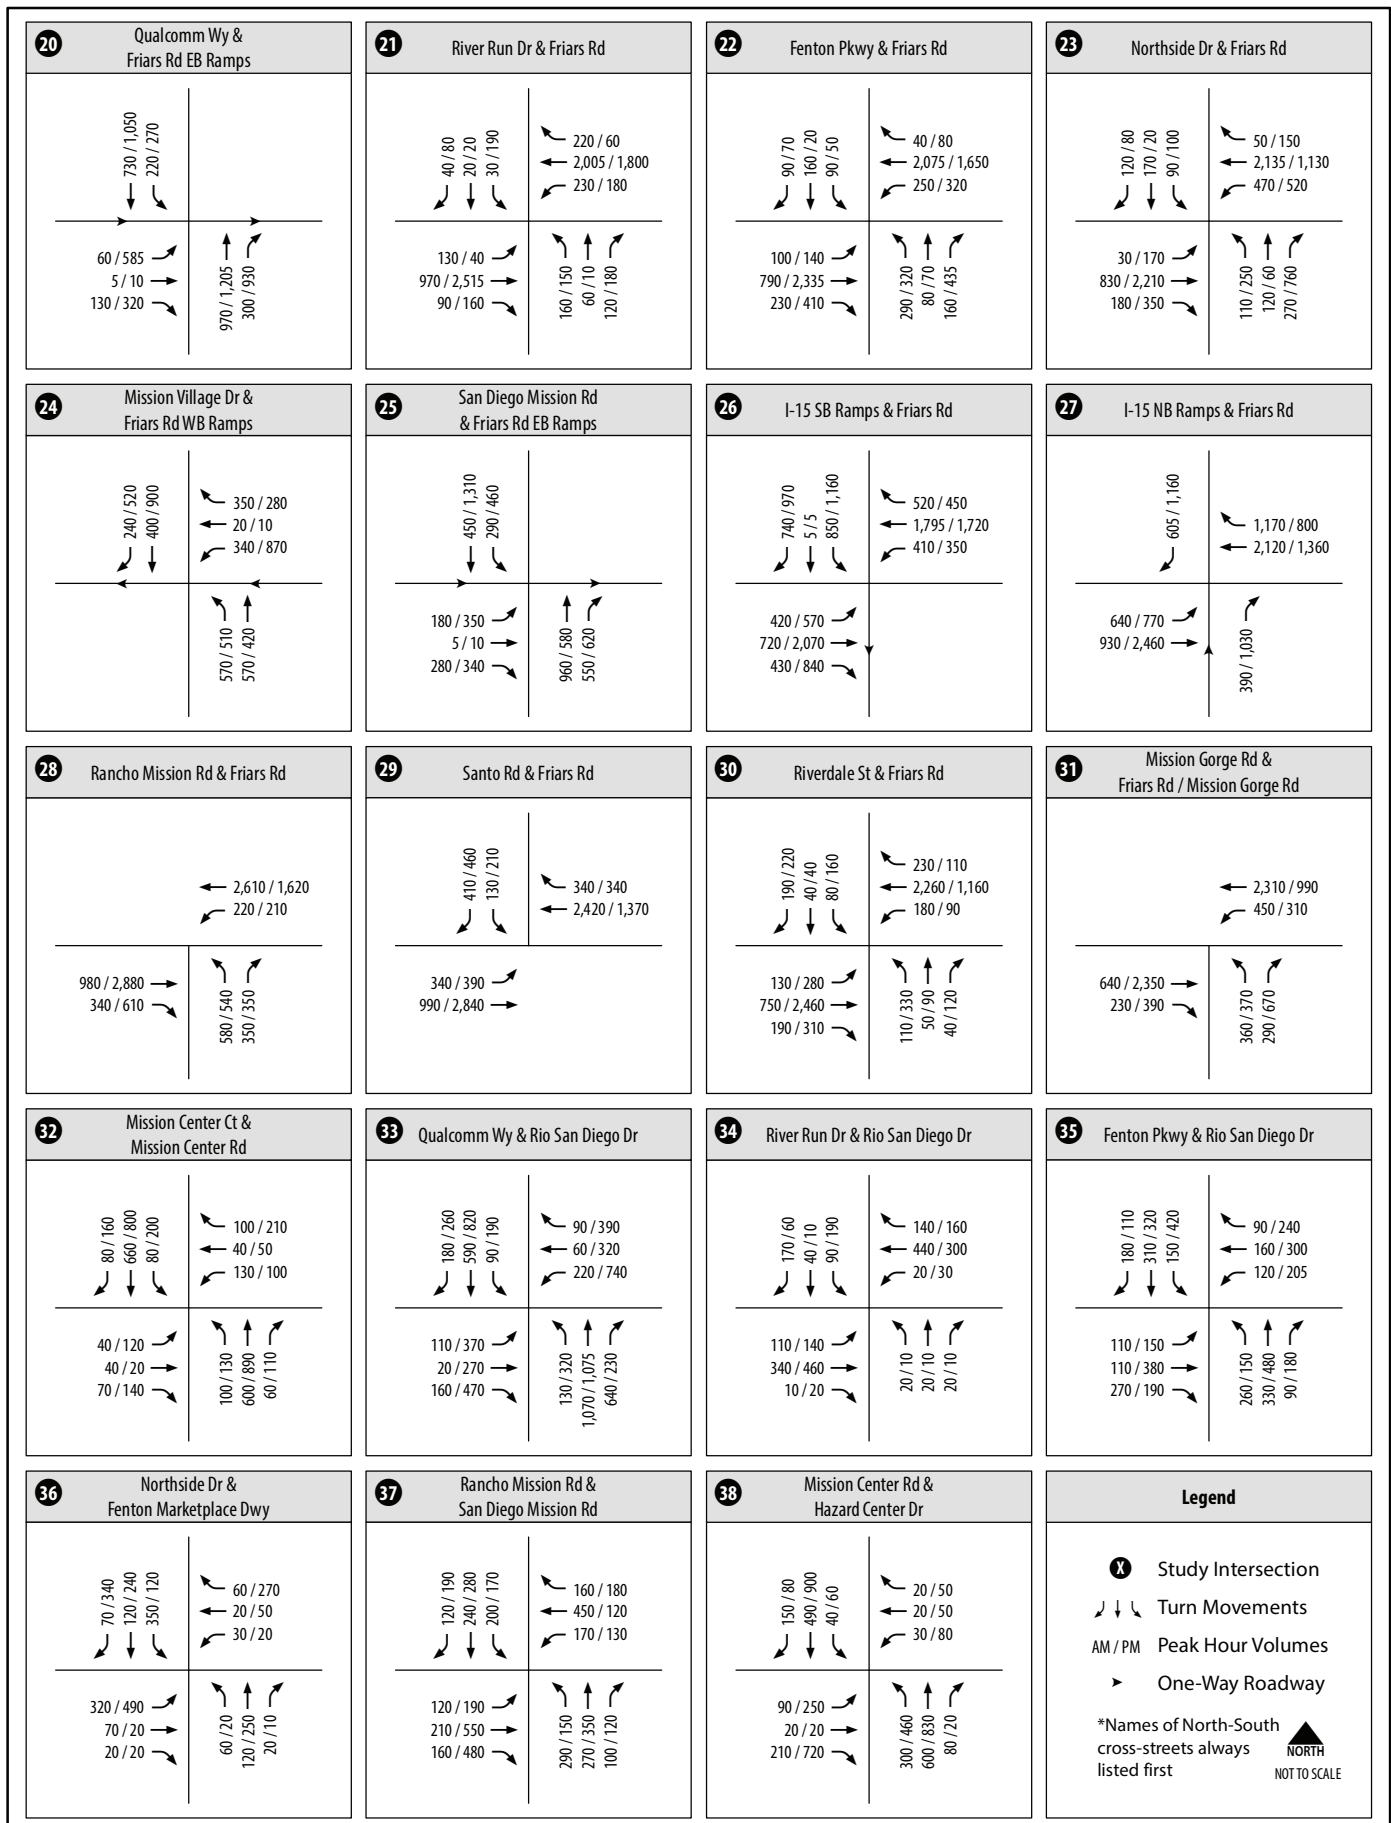 20
Qualcomm Wy &
Friars Rd EB Ramps
730 / 1,050
220 / 270
60 / 585
5 / 10
130 / 320
970 / 1,205
300 / 930
21
River Run Dr & Friars Rd
40 / 80
20 / 20
30 / 190
220 / 60
2,005 / 1,800
230 / 180
130 / 40
970 / 2,515
90 / 160
160 / 150
60 / 10
120 / 180
22
Fenton Pkwy & Friars Rd
90 / 70
160 / 20
90 / 50
40 / 80
2,075 / 1,650
250 / 320
100 / 140
790 / 2,335
230 / 410
290 / 320
80 / 70
160 / 435
23
Northside Dr & Friars Rd
120 / 80
170 / 20
90 / 100
50 / 150
2,135 / 1,130
470 / 520
30 / 170
830 / 2,210
180 / 350
110 / 250
120 / 60
270 / 760
24
Mission Village Dr &
Friars Rd WB Ramps
240 / 520
400 / 900
350 / 280
20 / 10
340 / 870
570 / 510
570 / 420
25
San Diego Mission Rd
& Friars Rd EB Ramps
450 / 1,310
290 / 460
180 / 350
5 / 10
280 / 340
960 / 580
550 / 620
26
I-15 SB Ramps & Friars Rd
740 / 970
5 / 5
850 / 1,160
520 / 450
1,795 / 1,720
410 / 350
420 / 570
720 / 2,070
430 / 840
27
I-15 NB Ramps & Friars Rd
605 / 1,160
1,170 / 800
2,120 / 1,360
640 / 770
930 / 2,460
390 / 1,030
28
Rancho Mission Rd & Friars Rd
2,610 / 1,620
220 / 210
980 / 2,880
340 / 610
580 / 540
350 / 350
29
Santo Rd & Friars Rd
410 / 460
130 / 210
340 / 340
2,420 / 1,370
340 / 390
990 / 2,840
30
Riverdale St & Friars Rd
190 / 220
40 / 40
80 / 160
230 / 110
2,260 / 1,160
180 / 90
130 / 280
750 / 2,460
190 / 310
110 / 330
50 / 90
40 / 120
31
Mission Gorge Rd &
Friars Rd / Mission Gorge Rd
2,310 / 990
450 / 310
640 / 2,350
230 / 390
360 / 370
290 / 670
32
Mission Center Ct &
Mission Center Rd
80 / 160
660 / 800
80 / 200
100 / 210
40 / 50
130 / 100
40 / 120
40 / 20
70 / 140
100 / 130
600 / 890
60 / 110
33
Qualcomm Wy & Rio San Diego Dr
180 / 260
590 / 820
90 / 190
90 / 390
60 / 320
220 / 740
110 / 370
20 / 270
160 / 470
130 / 320
1,070 / 1,075
640 / 230
34
River Run Dr & Rio San Diego Dr
170 / 60
40 / 10
90 / 190
140 / 160
440 / 300
20 / 30
110 / 140
340 / 460
10 / 20
20 / 10
20 / 10
20 / 10
35
Fenton Pkwy & Rio San Diego Dr
180 / 110
310 / 320
150 / 420
90 / 240
160 / 300
120 / 205
110 / 150
110 / 380
270 / 190
260 / 150
330 / 480
90 / 180
36
Northside Dr &
Fenton Marketplace Dwy
70 / 340
120 / 240
350 / 120
60 / 270
20 / 50
30 / 20
320 / 490
70 / 20
20 / 20
60 / 20
120 / 250
20 / 10
37
Rancho Mission Rd &
San Diego Mission Rd
120 / 190
240 / 280
200 / 170
160 / 180
450 / 120
170 / 130
120 / 190
210 / 550
160 / 480
290 / 150
270 / 350
100 / 120
38
Mission Center Rd &
Hazard Center Dr
150 / 80
490 / 900
40 / 60
20 / 50
20 / 50
30 / 80
90 / 250
20 / 20
210 / 720
300 / 460
600 / 830
80 / 20
Legend
X Study Intersection
Turn Movements
AM / PM Peak Hour Volumes
One-Way Roadway
*Names of North-South
cross-streets always
listed first
NORTH
NOT TO SCALE